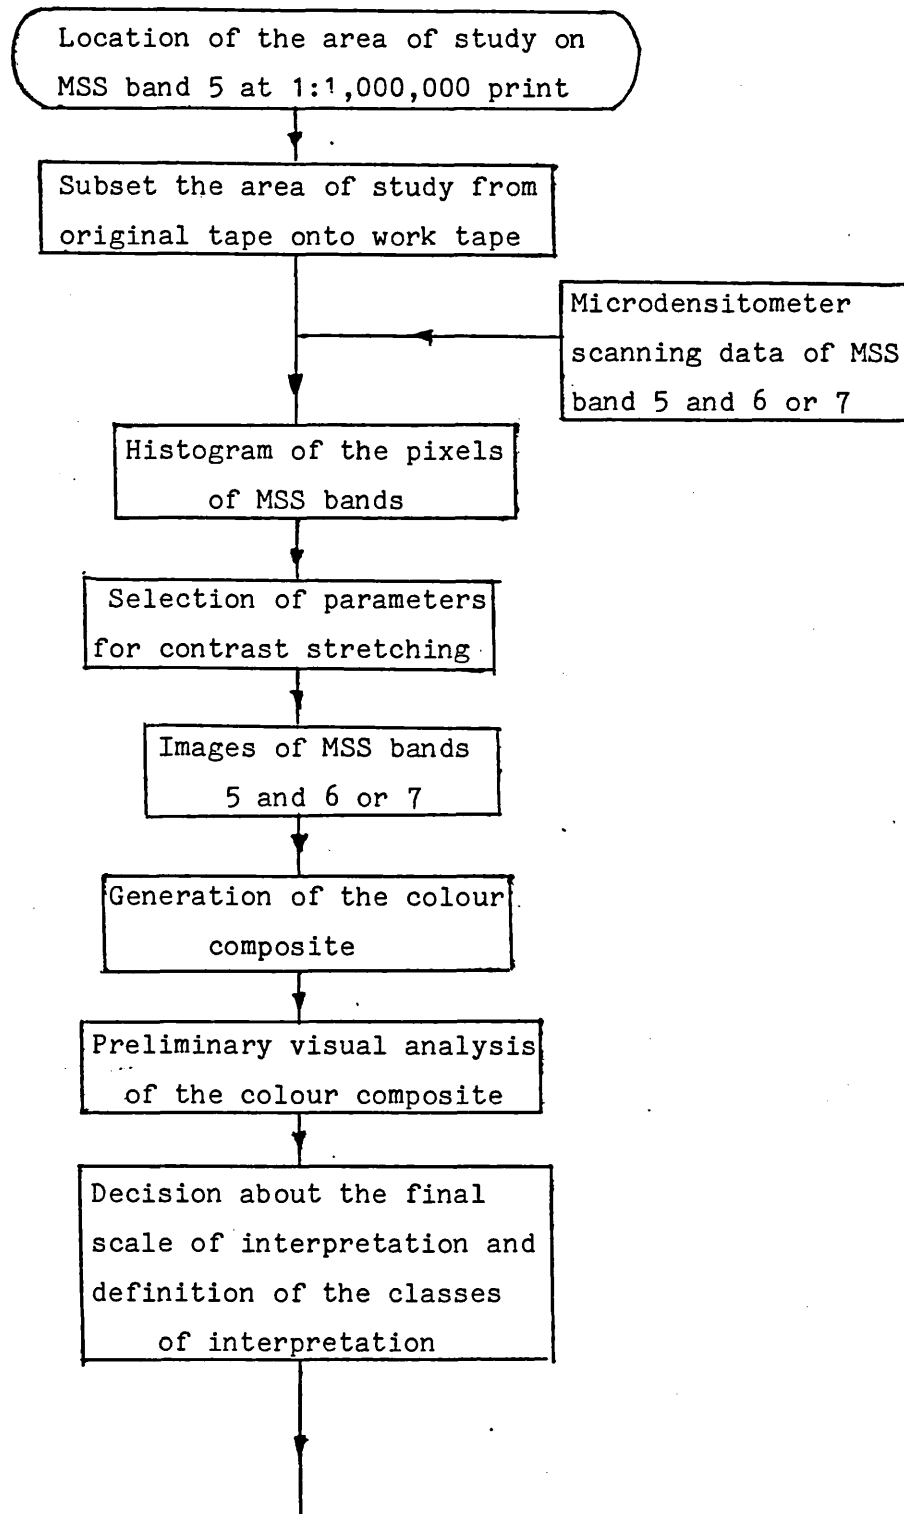 Location of the area of study on
MSS band 5 at 1:1,000,000 print
Subset the area of study from
original tape onto work tape
Microdensitometer
scanning data of MSS
band 5 and 6 or 7
Histogram of the pixels
of MSS bands
Selection of parameters
for contrast stretching
Images of MSS bands
5 and 6 or 7
Generation of the colour
composite
Preliminary visual analysis
of the colour composite
Decision about the final
scale of interpretation and
definition of the classes
of interpretation